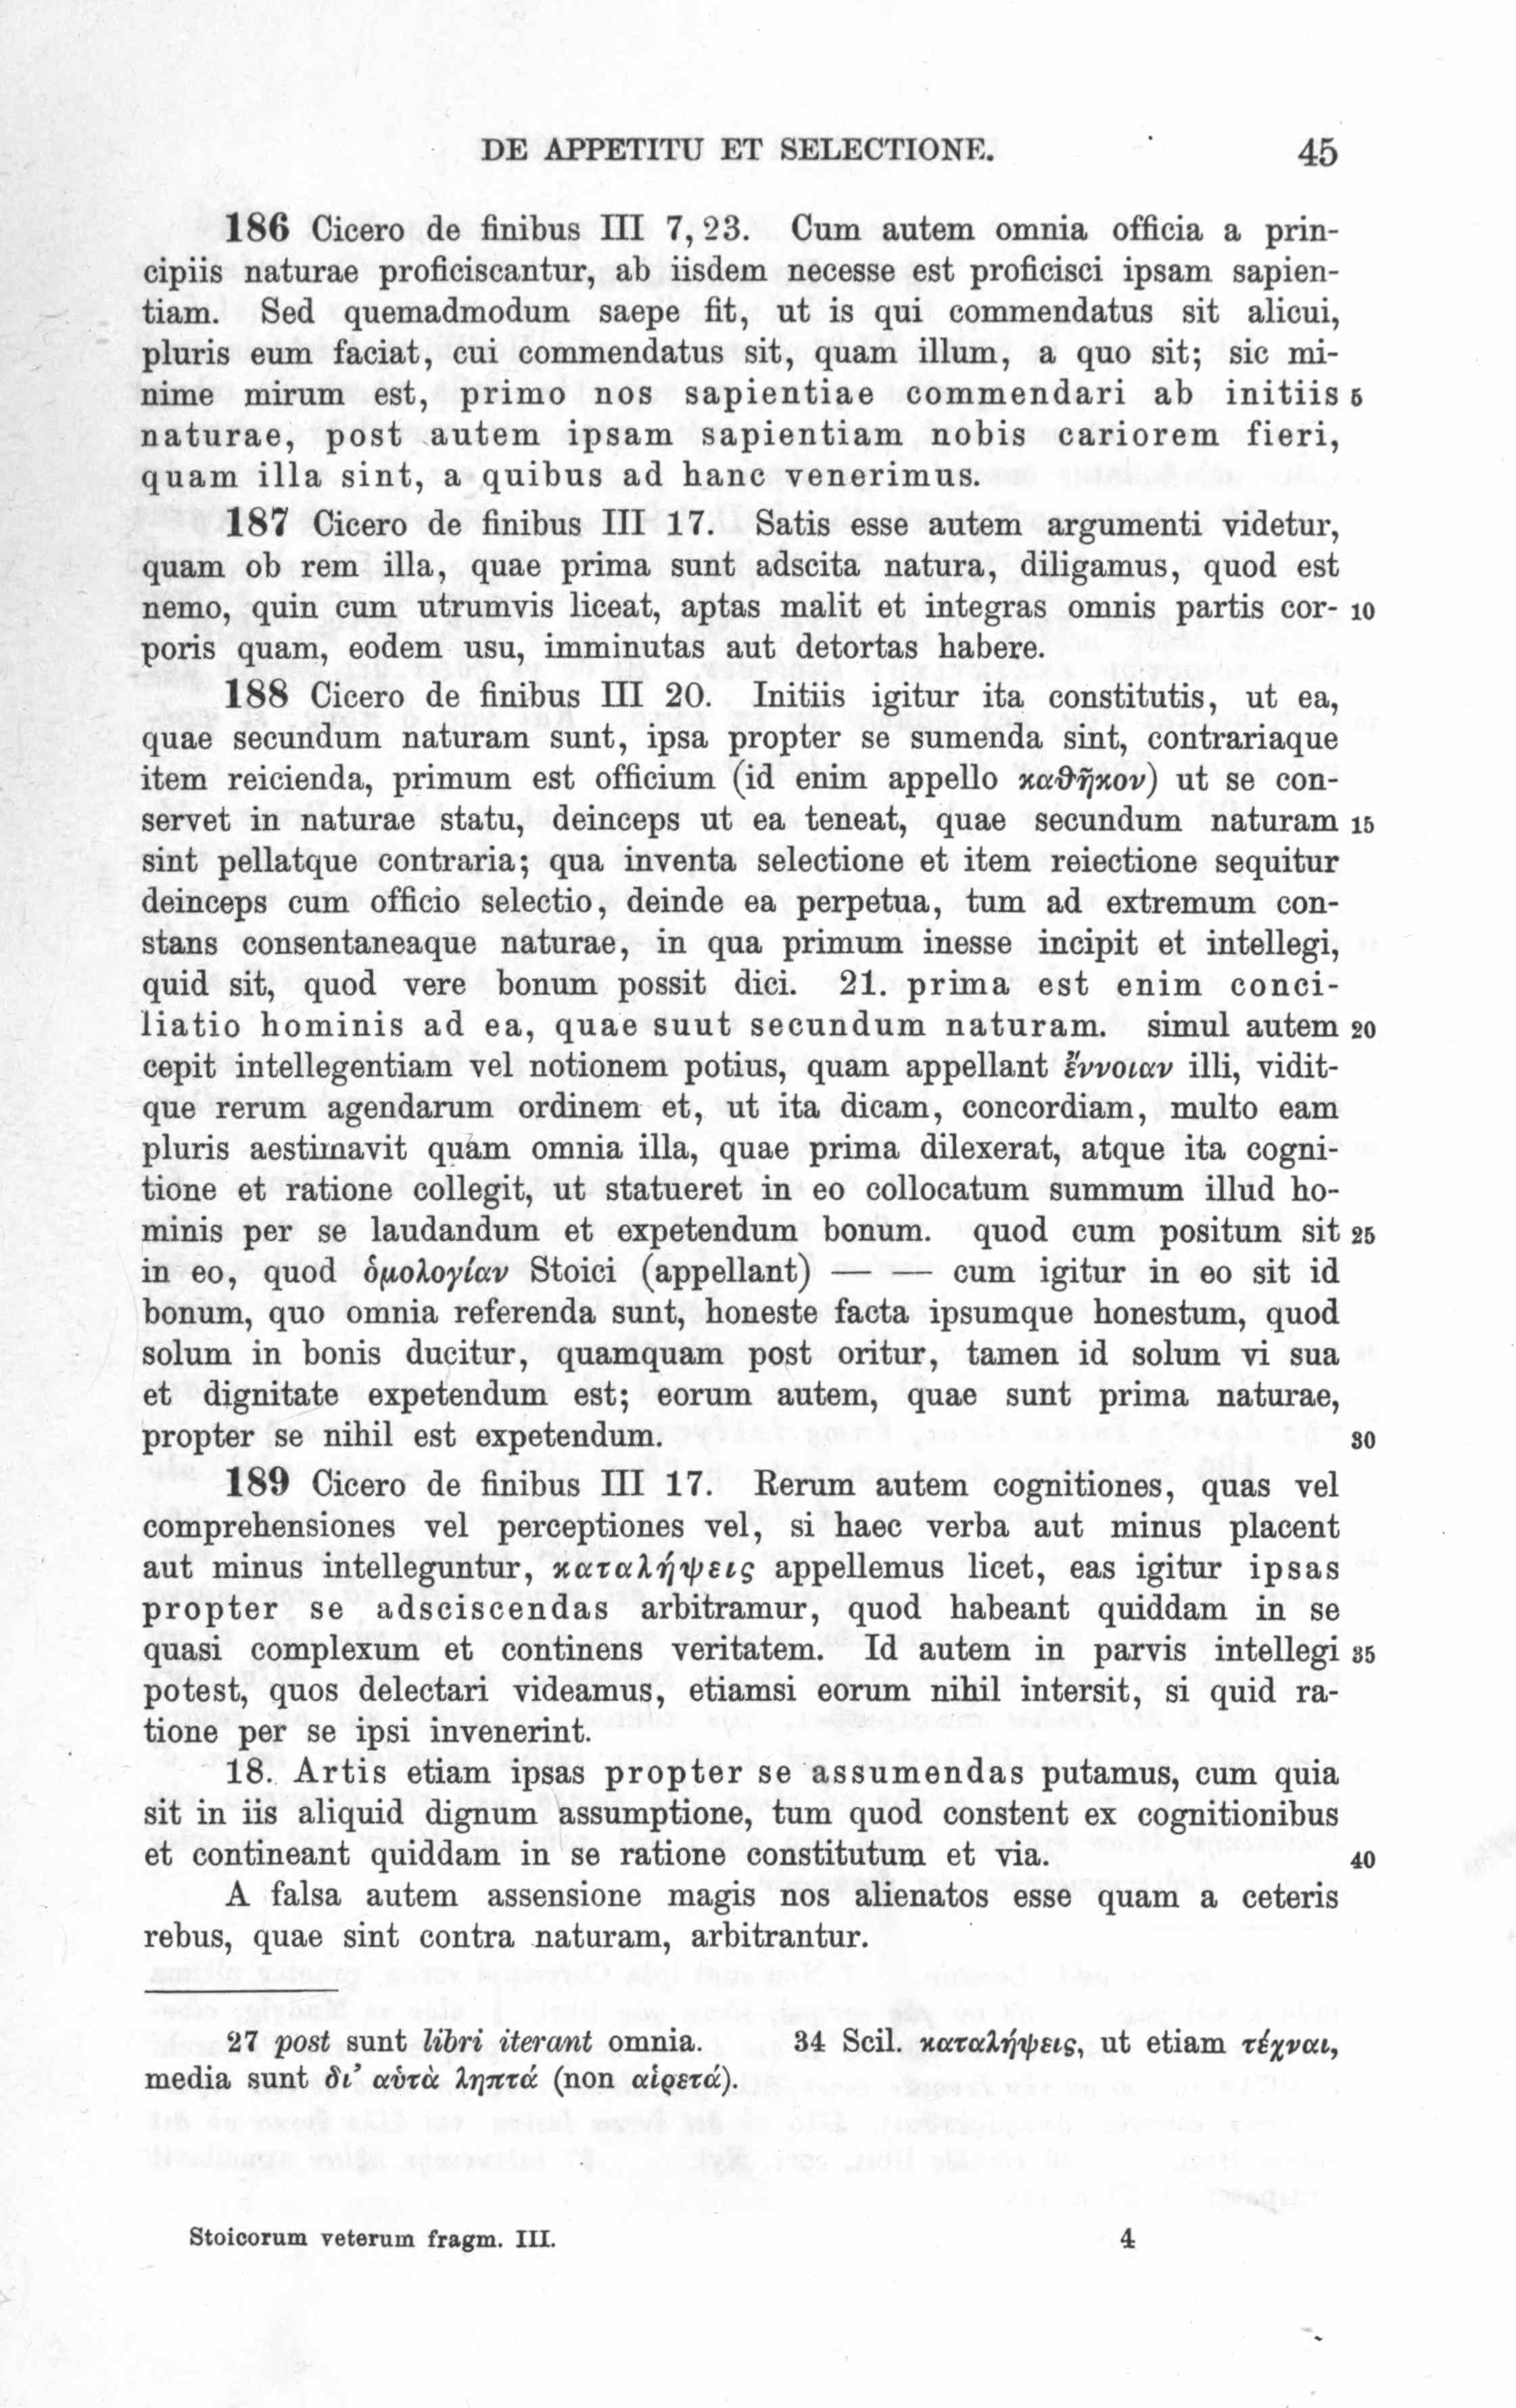 DE APPETITU ET SELECTIONE. 45
186 Cicero de finibus III 7, 23. Cum autem omnia officia a prin-
cipiis naturae proficiscantur, ab iisdem necesse est proficisci ipsam sapien-
tiam. Sed quemadmodum saepe fit, ut is qui commendatus sit alicui,
pluris eum faciat, cui commendatus sit, quam illum, a quo sit; sic mi-
nime mirum est, primo nos sapientiae commendari ab initiis 5
naturae, post autem ipsam sapientiam nobis cariorem fieri,
quam illa sint, a quibus ad hanc venerimus.
187 Cicero de finibus III 17. Satis esse autem argumenti videtur,
quam ob rem illa, quae prima sunt adscita natura, diligamus, quod est
nemo, quin cum utrumvis liceat, aptas malit et integras omnis partis cor- 10
poris quam, eodem usu, imminutas aut detortas habere.
188 Cicero de finibus III 20. Initiis igitur ita constitutis, ut ea,
quae secundum naturam sunt, ipsa propter se sumenda sint, contrariaque
item reicienda, primum est officium (id enim appello καθῆκον) ut se con-
servet in naturae statu, deinceps ut ea teneat, quae secundum naturam 15
sint pellatque contraria; qua inventa selectione et item reiectione sequitur
deinceps cum officio selectio, deinde ea perpetua, tum ad extremum con-
stans consentaneaque naturae, in qua primum inesse incipit et intellegi,
quid sit, quod vere bonum possit dici. 21. prima est enim conci-
liatio hominis ad ea, quae suut secundum naturam. simul autem 20
cepit intellegentiam vel notionem potius, quam appellant ἔννοιαν illi, vidit-
que rerum agendarum ordinem et, ut ita dicam, concordiam, multo eam
pluris aestimavit quam omnia illa, quae prima dilexerat, atque ita cogni-
tione et ratione collegit, ut statueret in eo collocatum summum illud ho-
minis per se laudandum et expetendum bonum. quod cum positum sit 25
in eo, quod ὁμολογίαν Stoici (appellant) — — cum igitur in eo sit id
bonum, quo omnia referenda sunt, honeste facta ipsumque honestum, quod
solum in bonis ducitur, quamquam post oritur, tamen id solum vi sua
et dignitate expetendum est; eorum autem, quae sunt prima naturae,
propter se nihil est expetendum. 30
189 Cicero de finibus III 17. Rerum autem cognitiones, quas vel
comprehensiones vel perceptiones vel, si haec verba aut minus placent
aut minus intelleguntur, καταλήψεις appellemus licet, eas igitur ipsas
propter se adsciscendas arbitramur, quod habeant quiddam in se
quasi complexum et continens veritatem. Id autem in parvis intellegi 35
potest, quos delectari videamus, etiamsi eorum nihil intersit, si quid ra-
tione per se ipsi invenerint.
18. Artis etiam ipsas propter se assumendas putamus, cum quia
sit in iis aliquid dignum assumptione, tum quod constent ex cognitionibus
et contineant quiddam in se ratione constitutum et via. 40
A falsa autem assensione magis nos alienatos esse quam a ceteris
rebus, quae sint contra naturam, arbitrantur.
27 post sunt libri iterant omnia. 34 Scil. καταλήψεις, ut etiam τέχναι,
media sunt δι’ αὑτὰ ληπτά (non αἱρετά).
Stoicorum veterum fragm. III. 4